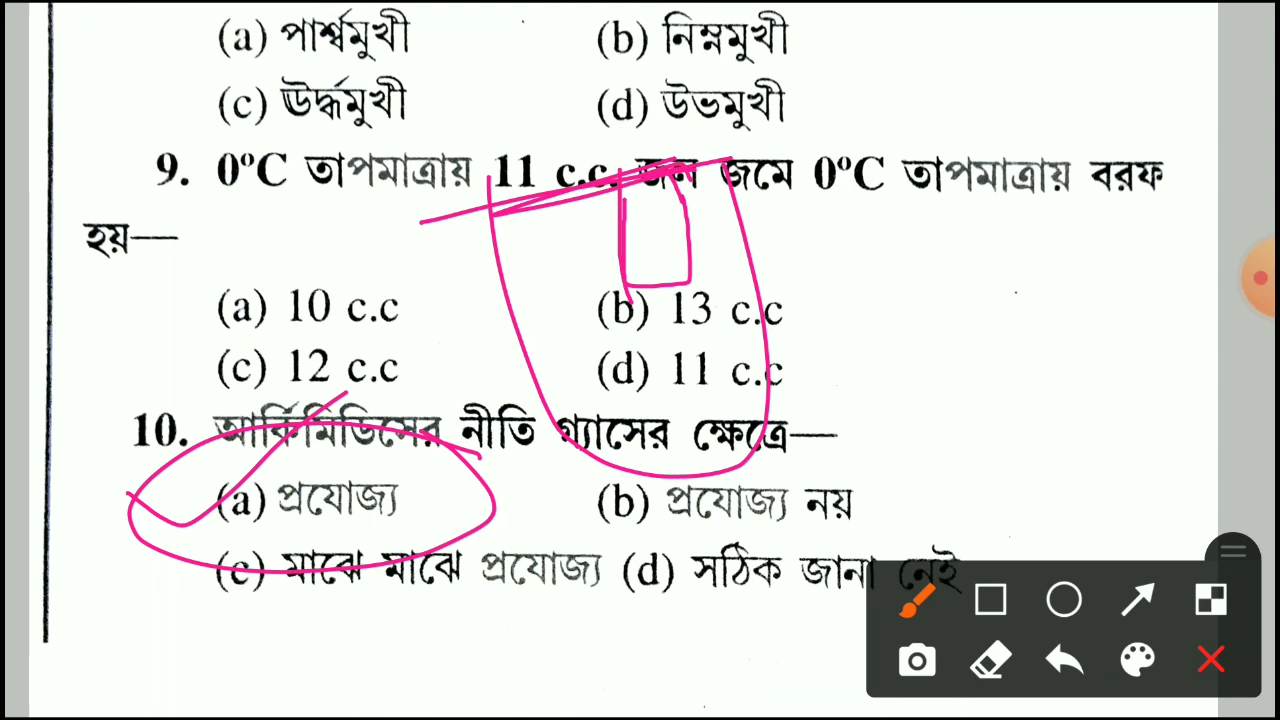 (a) পার্শ্বমুখী (b) নিম্নমুখী
(c) ঊর্দ্ধমুখী (d) উভমুখী
9. 0°C তাপমাত্রায় 11 c.c. জল জমে 0°C তাপমাত্রায় বরফ
হয়—
(a) 10 c.c (b) 13 c.c
(c) 12 c.c (d) 11 c.c
10. আর্কিমিডিসের নীতি গ্যাসের ক্ষেত্রে—
(a) প্রযোজ্য (b) প্রযোজ্য নয়
(c) মাঝে মাঝে প্রযোজ্য (d) সঠিক জানা নেই